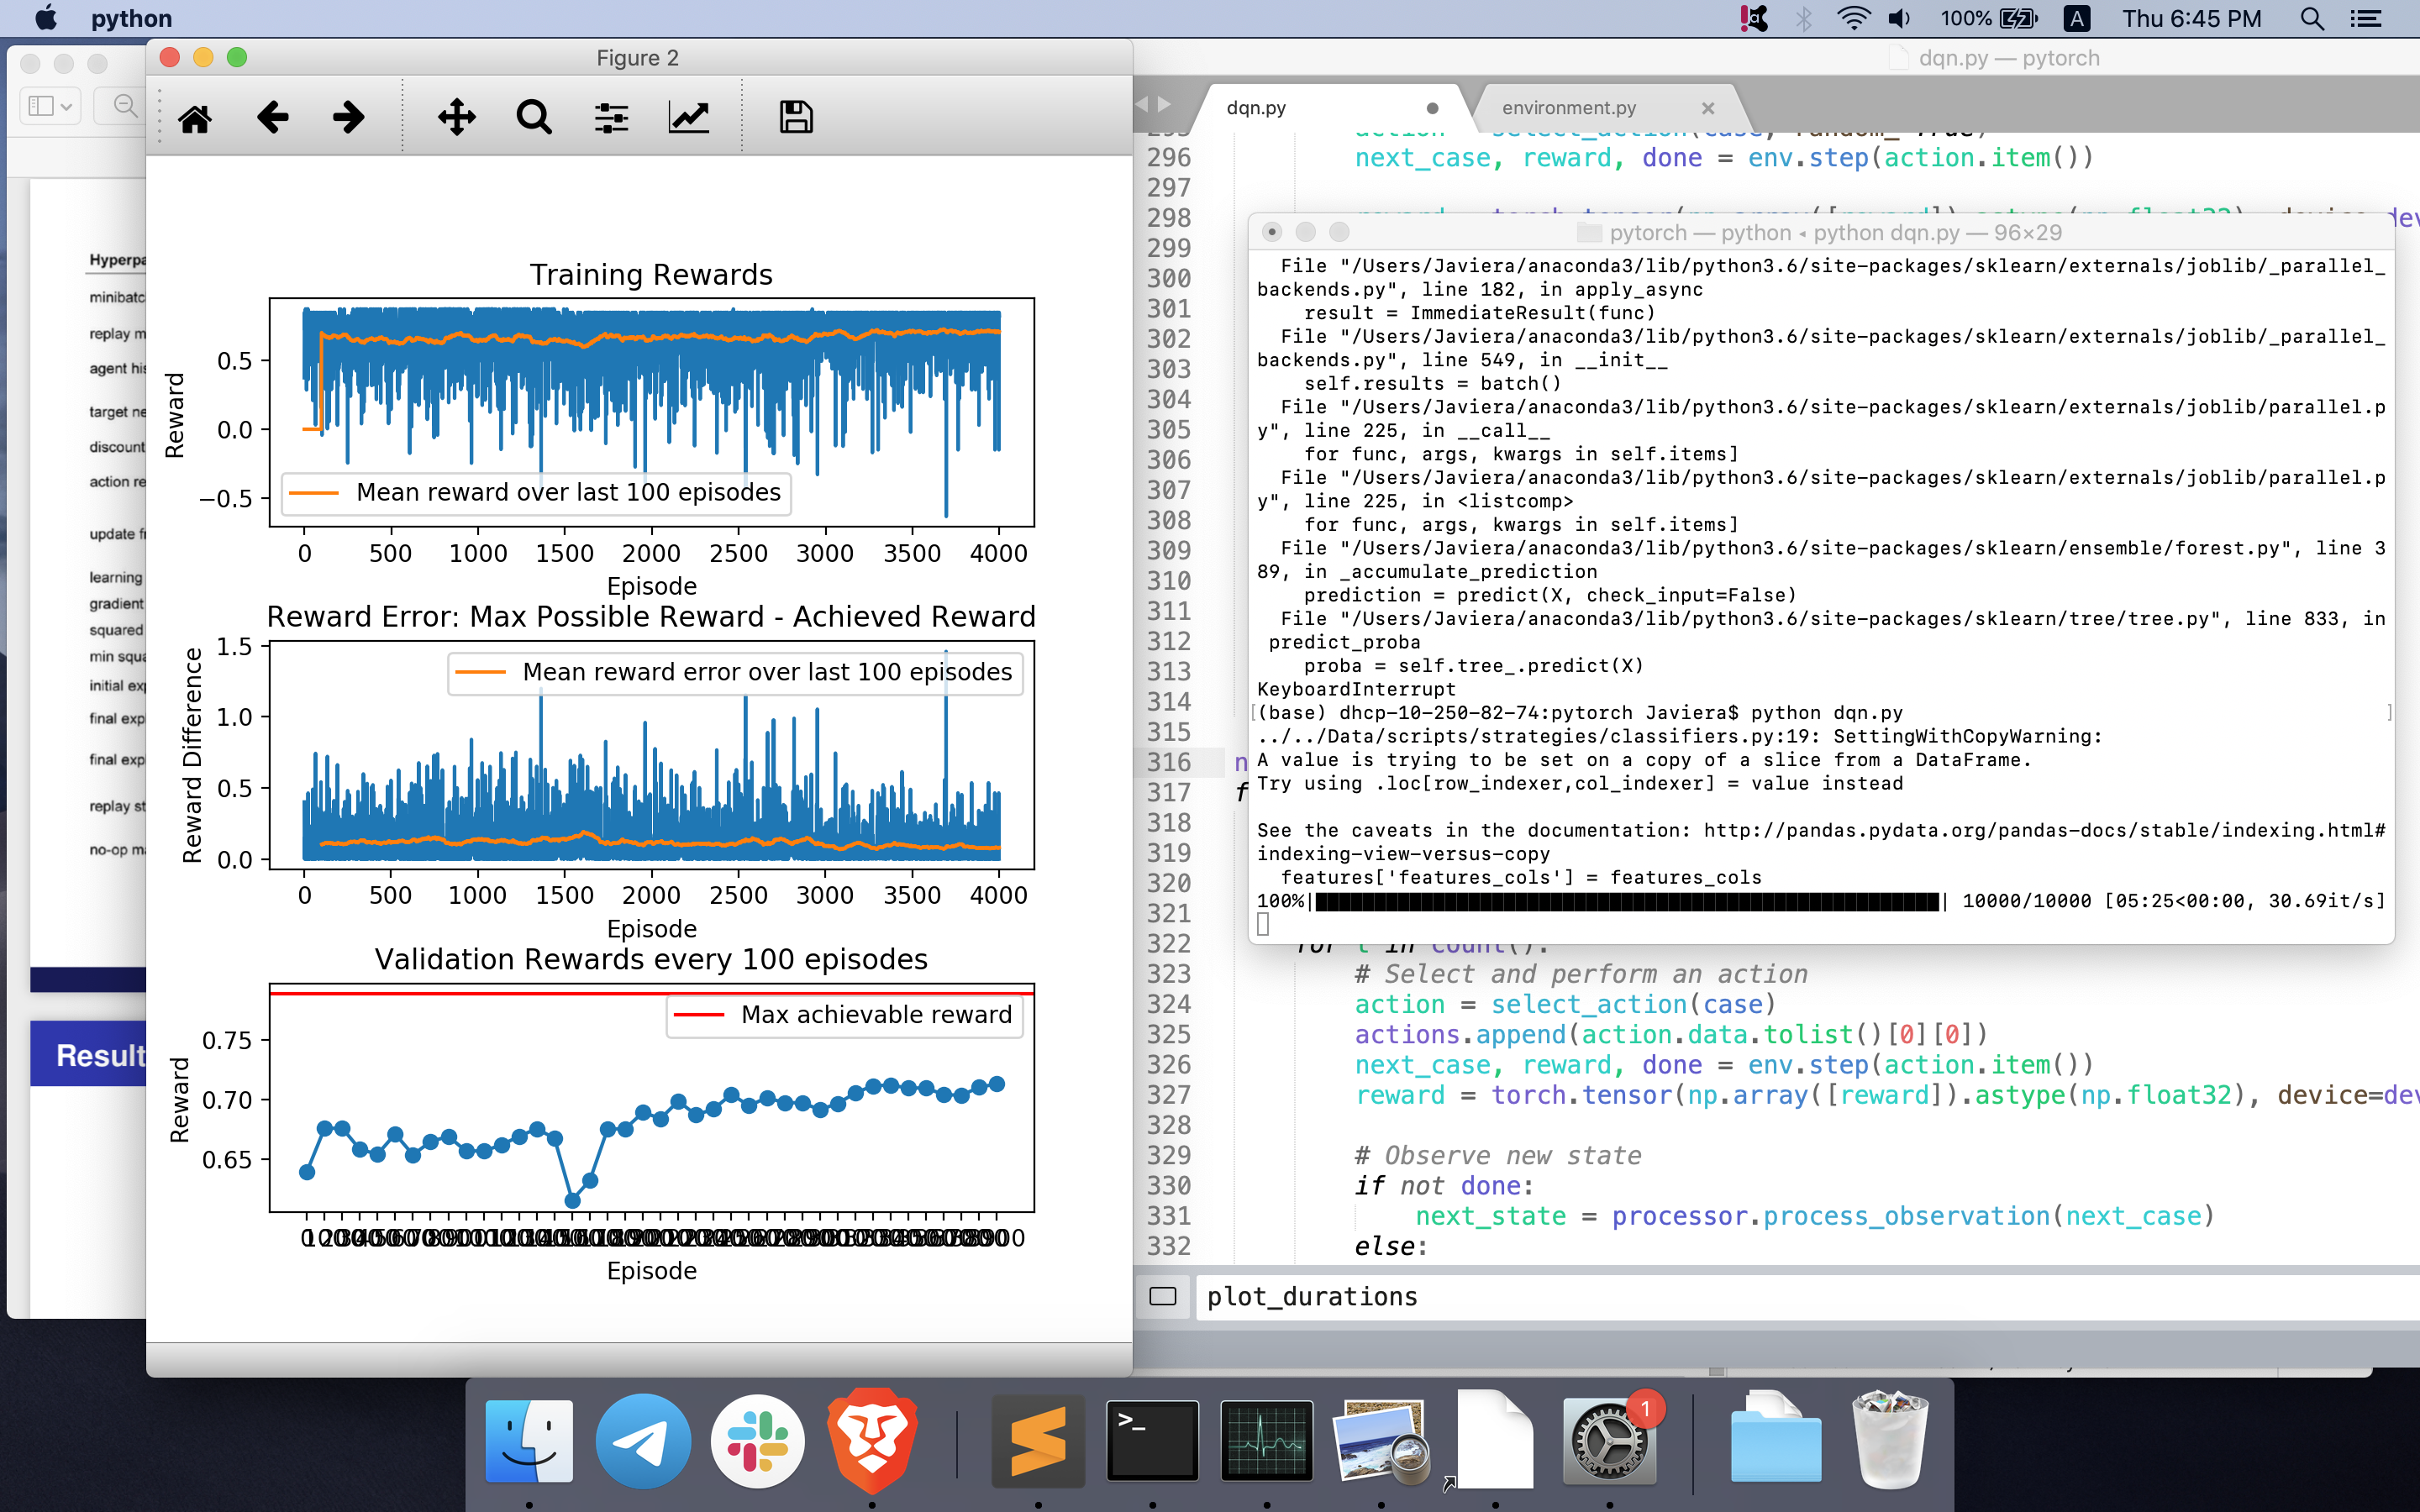 python
100%
A
Thu 6:45 PM
Figure 2
Hyperpa
minibatc
replay m
agent his
target ne
discount
action re
update fr
learning
gradient
squared
min squa
initial exp
final exp
final exp
replay st
no-op ma
Result
Training Rewards
Reward
0.5
0.0
−0.5
Mean reward over last 100 episodes
0 500 1000 1500 2000 2500 3000 3500 4000
Episode
Reward Error: Max Possible Reward - Achieved Reward
Reward Difference
1.5
1.0
0.5
0.0
Mean reward error over last 100 episodes
0 500 1000 1500 2000 2500 3000 3500 4000
Episode
Validation Rewards every 100 episodes
Reward
0.75
0.70
0.65
Max achievable reward
Episode
dqn.py — pytorch
dqn.py
environment.py
296 next_case, reward, done = env.step(action.item())
297
298
299
300
301
302
303
304
305
306
307
308
309
310
311
312
313
314
315
316 n
317 f
318
319
320
321
322 for t in count():
323 # Select and perform an action
324 action = select_action(case)
325 actions.append(action.data.tolist()[0][0])
326 next_case, reward, done = env.step(action.item())
327 reward = torch.tensor(np.array([reward]).astype(np.float32), device=dev
328
329 # Observe new state
330 if not done:
331 next_state = processor.process_observation(next_case)
332 else:
plot_durations
pytorch — python ◂ python dqn.py — 96×29
File "/Users/Javiera/anaconda3/lib/python3.6/site-packages/sklearn/externals/joblib/_parallel_
backends.py", line 182, in apply_async
result = ImmediateResult(func)
File "/Users/Javiera/anaconda3/lib/python3.6/site-packages/sklearn/externals/joblib/_parallel_
backends.py", line 549, in __init__
self.results = batch()
File "/Users/Javiera/anaconda3/lib/python3.6/site-packages/sklearn/externals/joblib/parallel.p
y", line 225, in __call__
for func, args, kwargs in self.items]
File "/Users/Javiera/anaconda3/lib/python3.6/site-packages/sklearn/externals/joblib/parallel.p
y", line 225, in <listcomp>
for func, args, kwargs in self.items]
File "/Users/Javiera/anaconda3/lib/python3.6/site-packages/sklearn/ensemble/forest.py", line 3
89, in _accumulate_prediction
prediction = predict(X, check_input=False)
File "/Users/Javiera/anaconda3/lib/python3.6/site-packages/sklearn/tree/tree.py", line 833, in
predict_proba
proba = self.tree_.predict(X)
KeyboardInterrupt
[(base) dhcp-10-250-82-74:pytorch Javiera$ python dqn.py ]
../../Data/scripts/strategies/classifiers.py:19: SettingWithCopyWarning:
A value is trying to be set on a copy of a slice from a DataFrame.
Try using .loc[row_indexer,col_indexer] = value instead
See the caveats in the documentation: http://pandas.pydata.org/pandas-docs/stable/indexing.html#
indexing-view-versus-copy
features['features_cols'] = features_cols
100%| | 10000/10000 [05:25<00:00, 30.69it/s]
1